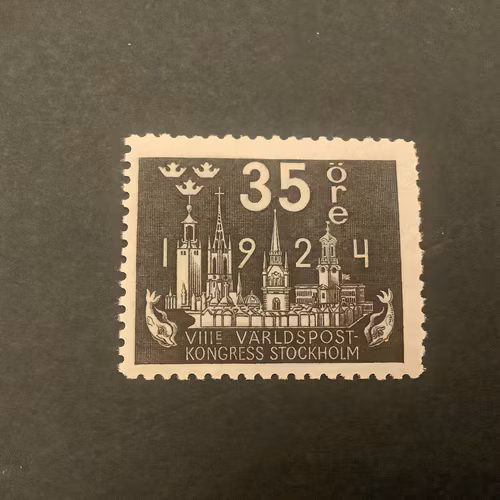 35 öre
1924
VIIIE VÄRLDSPOST-
KONGRESS STOCKHOLM